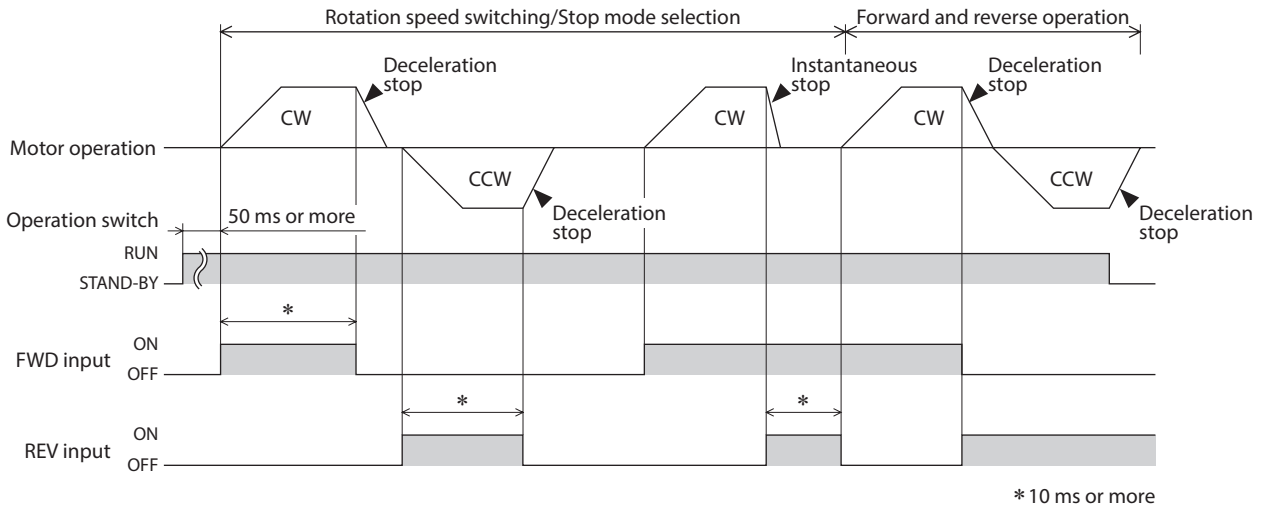 Rotation speed switching/Stop mode selection
Forward and reverse operation
Deceleration
stop
Instantaneous
stop
Deceleration
stop
CW
CW
CW
Motor operation
CCW
CCW
Deceleration
stop
Deceleration
stop
Operation switch
50 ms or more
RUN
STAND-BY
*
FWD input
ON
OFF
*
*
REV input
ON
OFF
* 10 ms or more